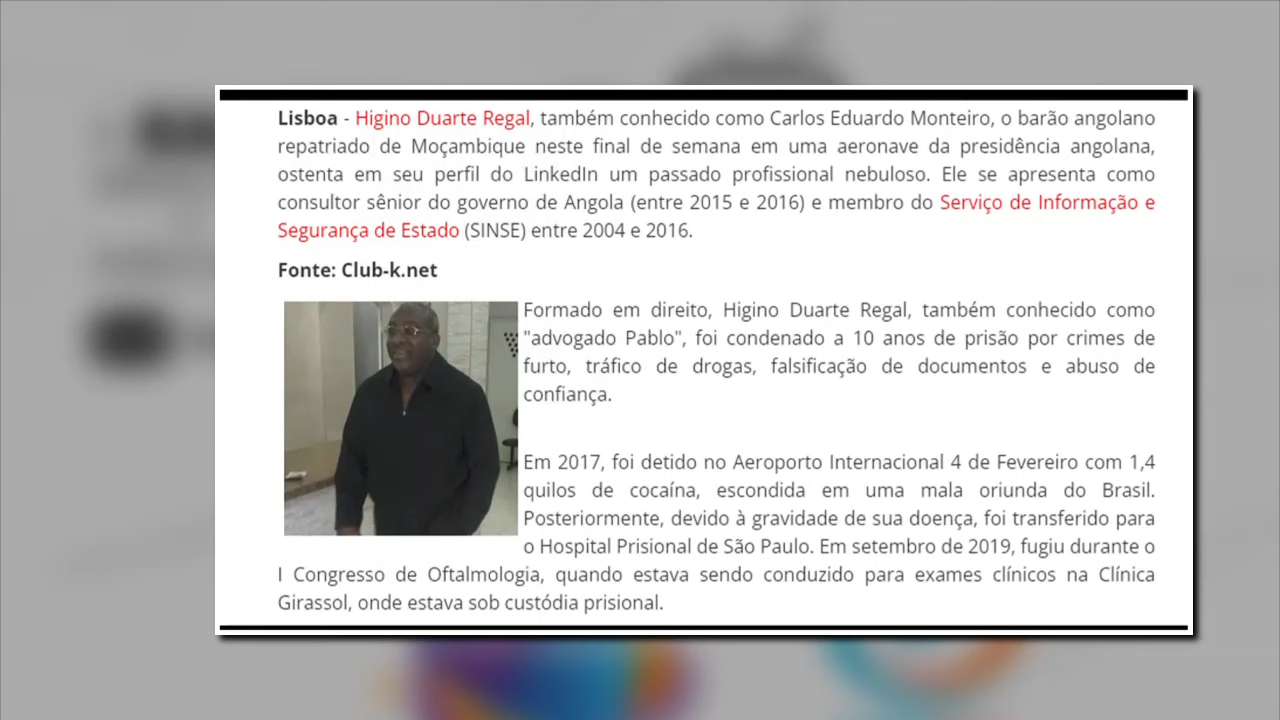 Lisboa - Higino Duarte Regal, também conhecido como Carlos Eduardo Monteiro, o barão angolano
repatriado de Moçambique neste final de semana em uma aeronave da presidência angolana,
ostenta em seu perfil do LinkedIn um passado profissional nebuloso. Ele se apresenta como
consultor sênior do governo de Angola (entre 2015 e 2016) e membro do Serviço de Informação e
Segurança de Estado (SINSE) entre 2004 e 2016.
Fonte: Club-k.net
Formado em direito, Higino Duarte Regal, também conhecido como
"advogado Pablo", foi condenado a 10 anos de prisão por crimes de
furto, tráfico de drogas, falsificação de documentos e abuso de
confiança.
Em 2017, foi detido no Aeroporto Internacional 4 de Fevereiro com 1,4
quilos de cocaína, escondida em uma mala oriunda do Brasil.
Posteriormente, devido à gravidade de sua doença, foi transferido para
o Hospital Prisional de São Paulo. Em setembro de 2019, fugiu durante o
I Congresso de Oftalmologia, quando estava sendo conduzido para exames clínicos na Clínica
Girassol, onde estava sob custódia prisional.